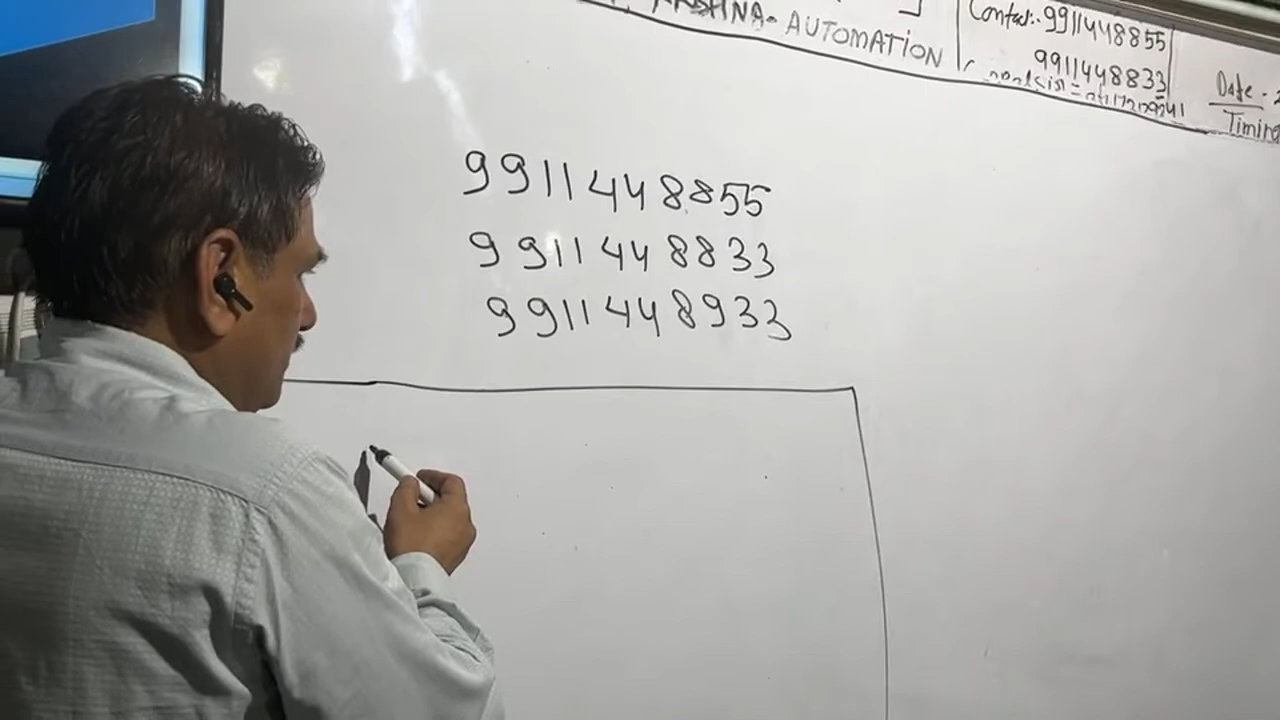 KRISHNA - AUTOMATION
Contact:- 9911448855
9911448833
Date -
Timing
9911448855
9911448833
9911448933